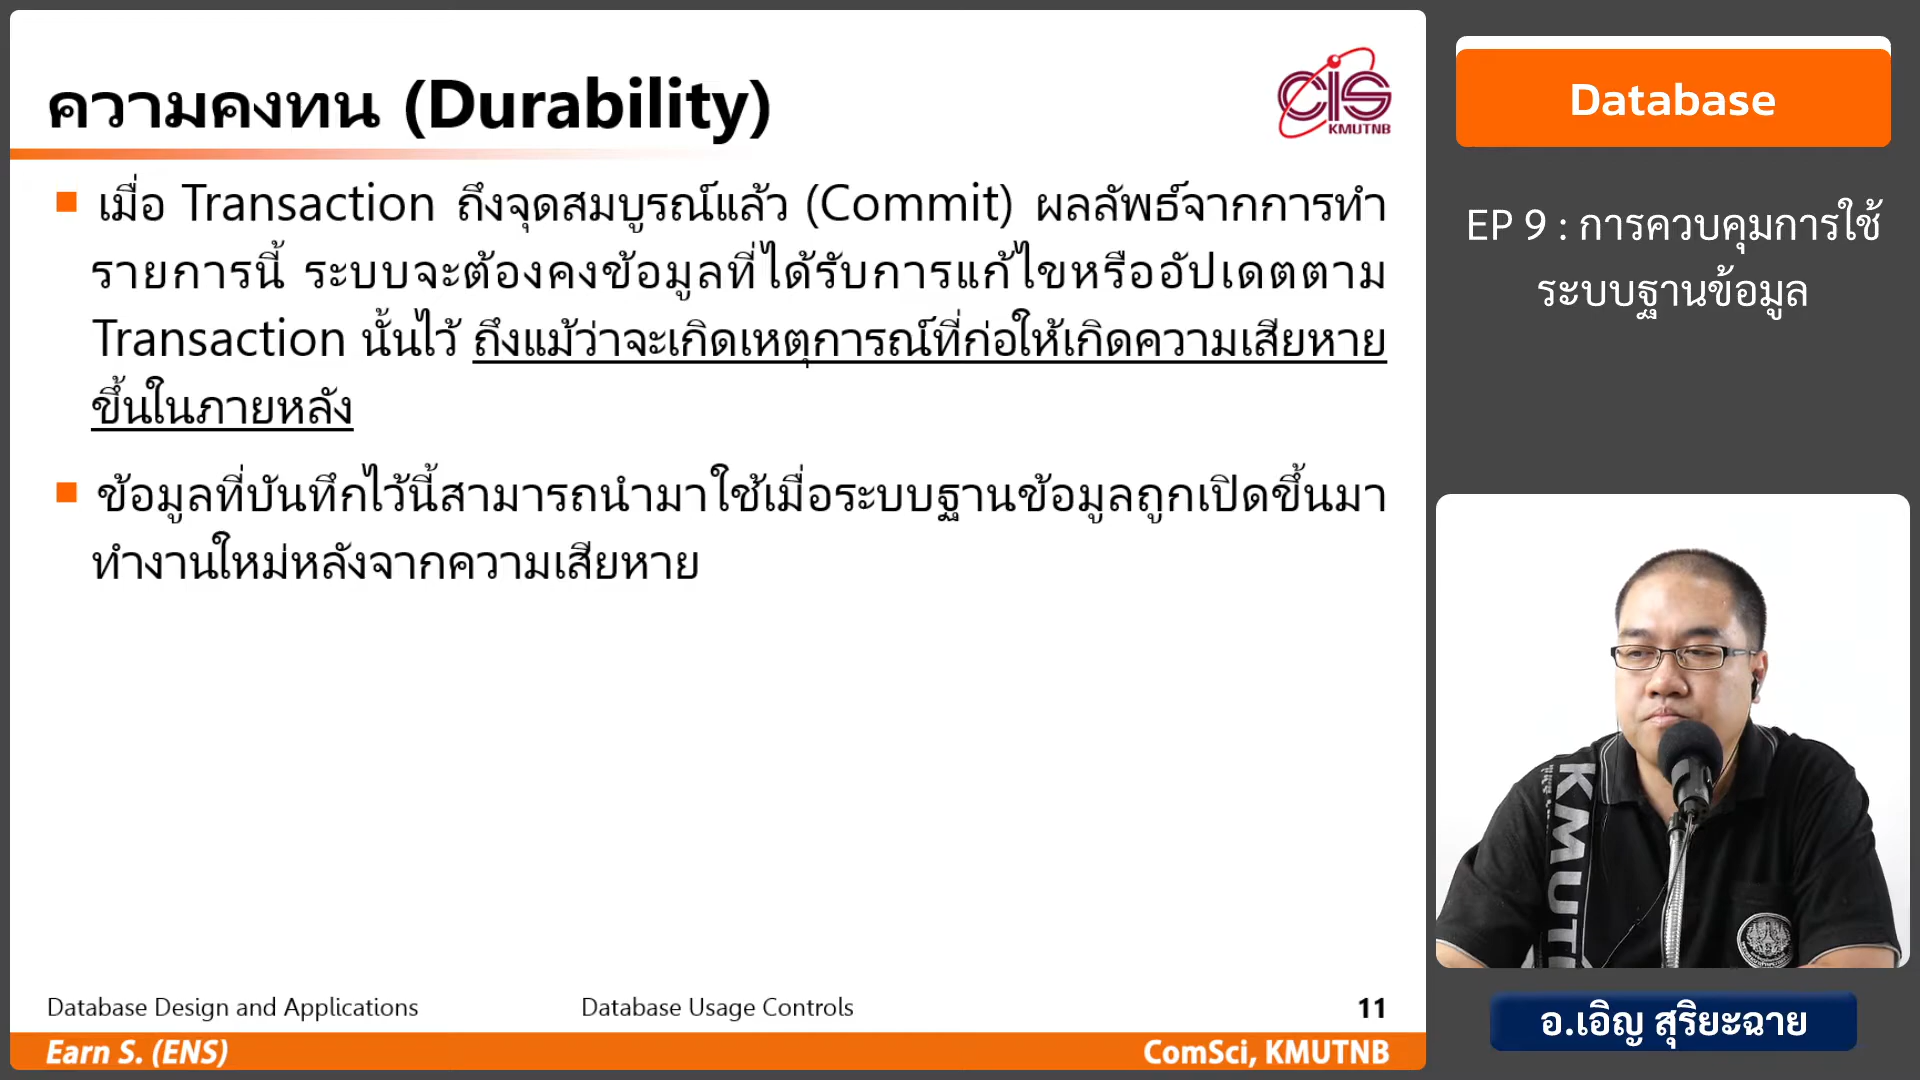 ความคงทน (Durability)
CIS
KMUTNB
เมื่อ Transaction ถึงจุดสมบูรณ์แล้ว (Commit) ผลลัพธ์จากการทำ
รายการนี้ ระบบจะต้องคงข้อมูลที่ได้รับการแก้ไขหรืออัปเดตตาม
Transaction นั้นไว้ ถึงแม้ว่าจะเกิดเหตุการณ์ที่ก่อให้เกิดความเสียหาย
ขึ้นในภายหลัง
ข้อมูลที่บันทึกไว้นี้สามารถนำมาใช้เมื่อระบบฐานข้อมูลถูกเปิดขึ้นมา
ทำงานใหม่หลังจากความเสียหาย
Database Design and Applications
Database Usage Controls
11
Earn S. (ENS)
ComSci, KMUTNB
Database
EP 9 : การควบคุมการใช้
ระบบฐานข้อมูล
KMUT
อ.เอิญ สุริยะฉาย